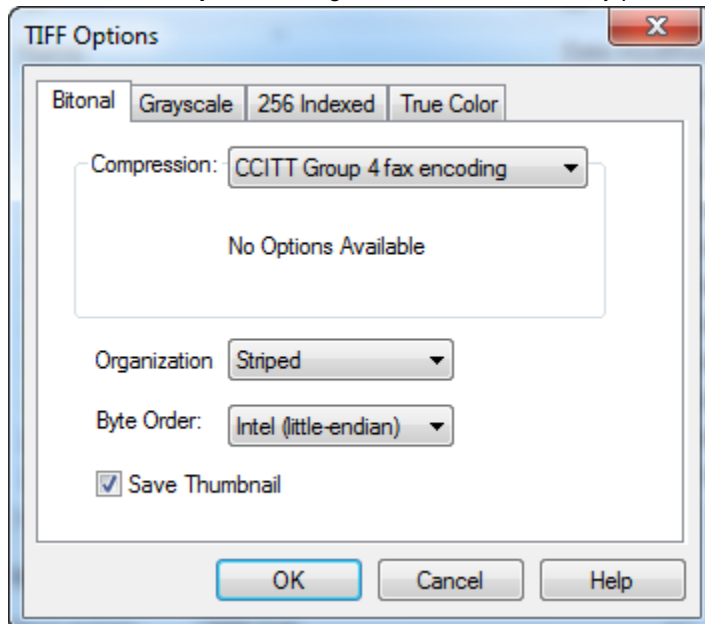 TIFF Options
x
Bitonal Grayscale 256 Indexed True Color
Compression: CCITT Group 4 fax encoding
No Options Available
Organization Striped
Byte Order: Intel (little-endian)
Save Thumbnail
OK Cancel Help